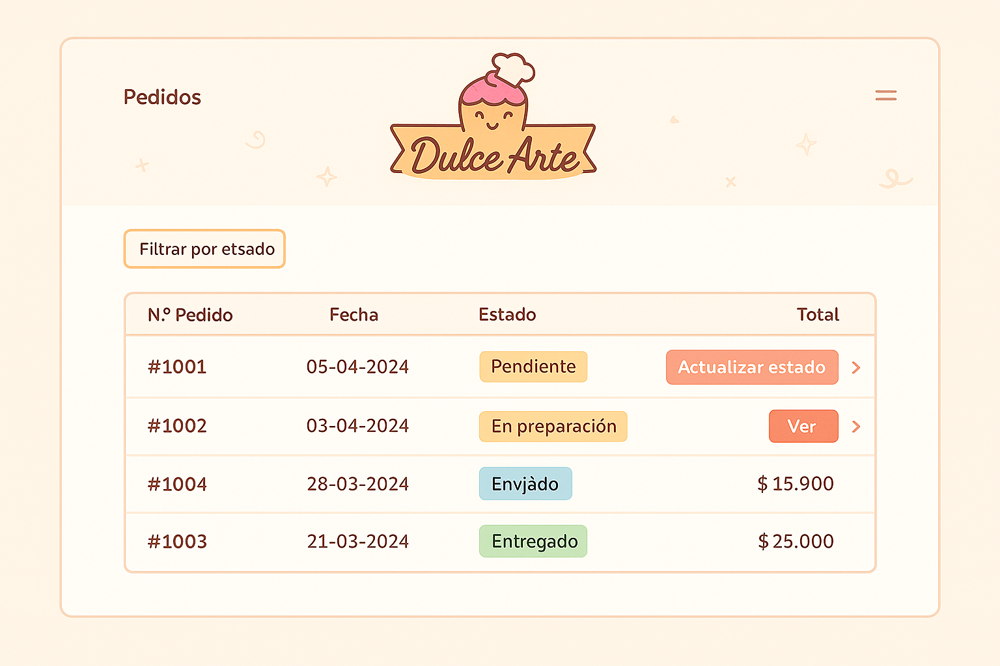 Pedidos
Dulce Arte
Filtrar por etsado
N.º Pedido Fecha Estado Total
#1001 05-04-2024 Pendiente Actualizar estado >
#1002 03-04-2024 En preparación Ver >
#1004 28-03-2024 Envjàdo $ 15.900
#1003 21-03-2024 Entregado $ 25.000